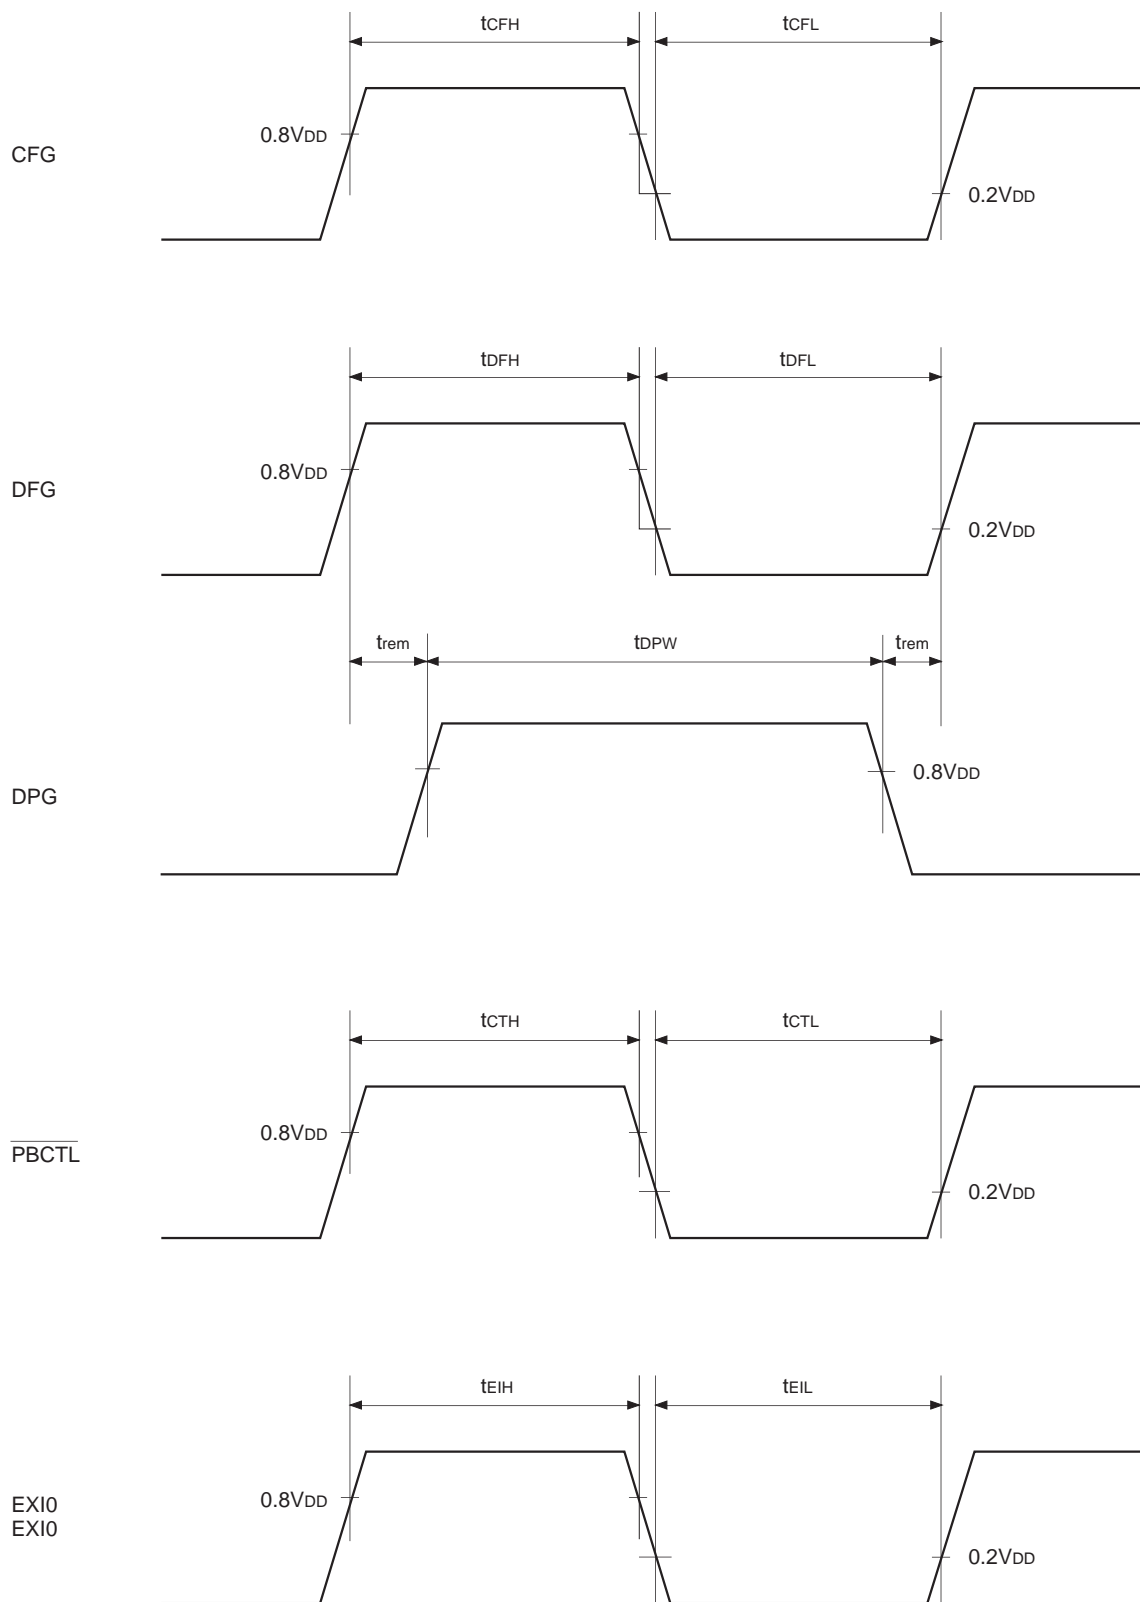 tCFH tCFL
0.8VDD
CFG
0.2VDD
tDFH tDFL
0.8VDD
DFG
0.2VDD
trem tDPW trem
0.8VDD
DPG
tCTH tCTL
0.8VDD
PBCTL
0.2VDD
tEIH tEIL
0.8VDD
EXI0
EXI0
0.2VDD